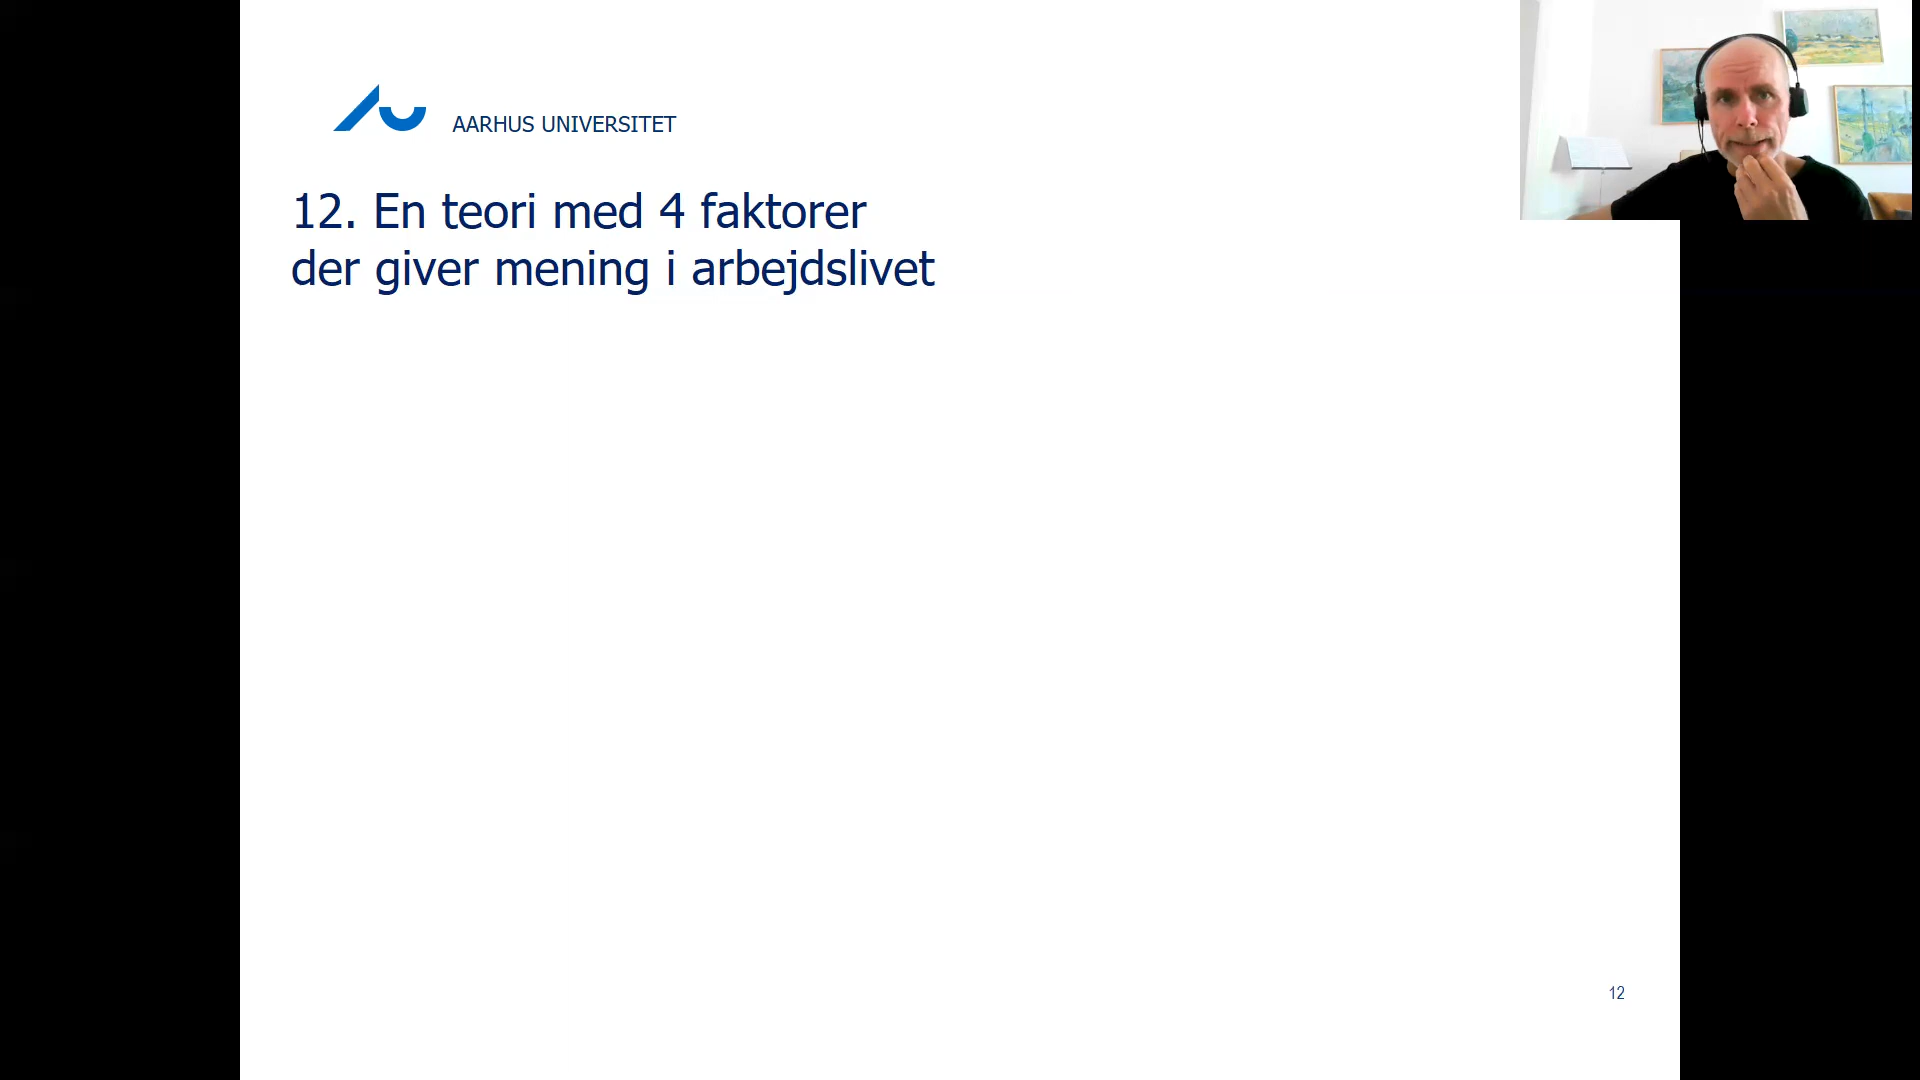 AARHUS UNIVERSITET
12. En teori med 4 faktorer
der giver mening i arbejdslivet
12